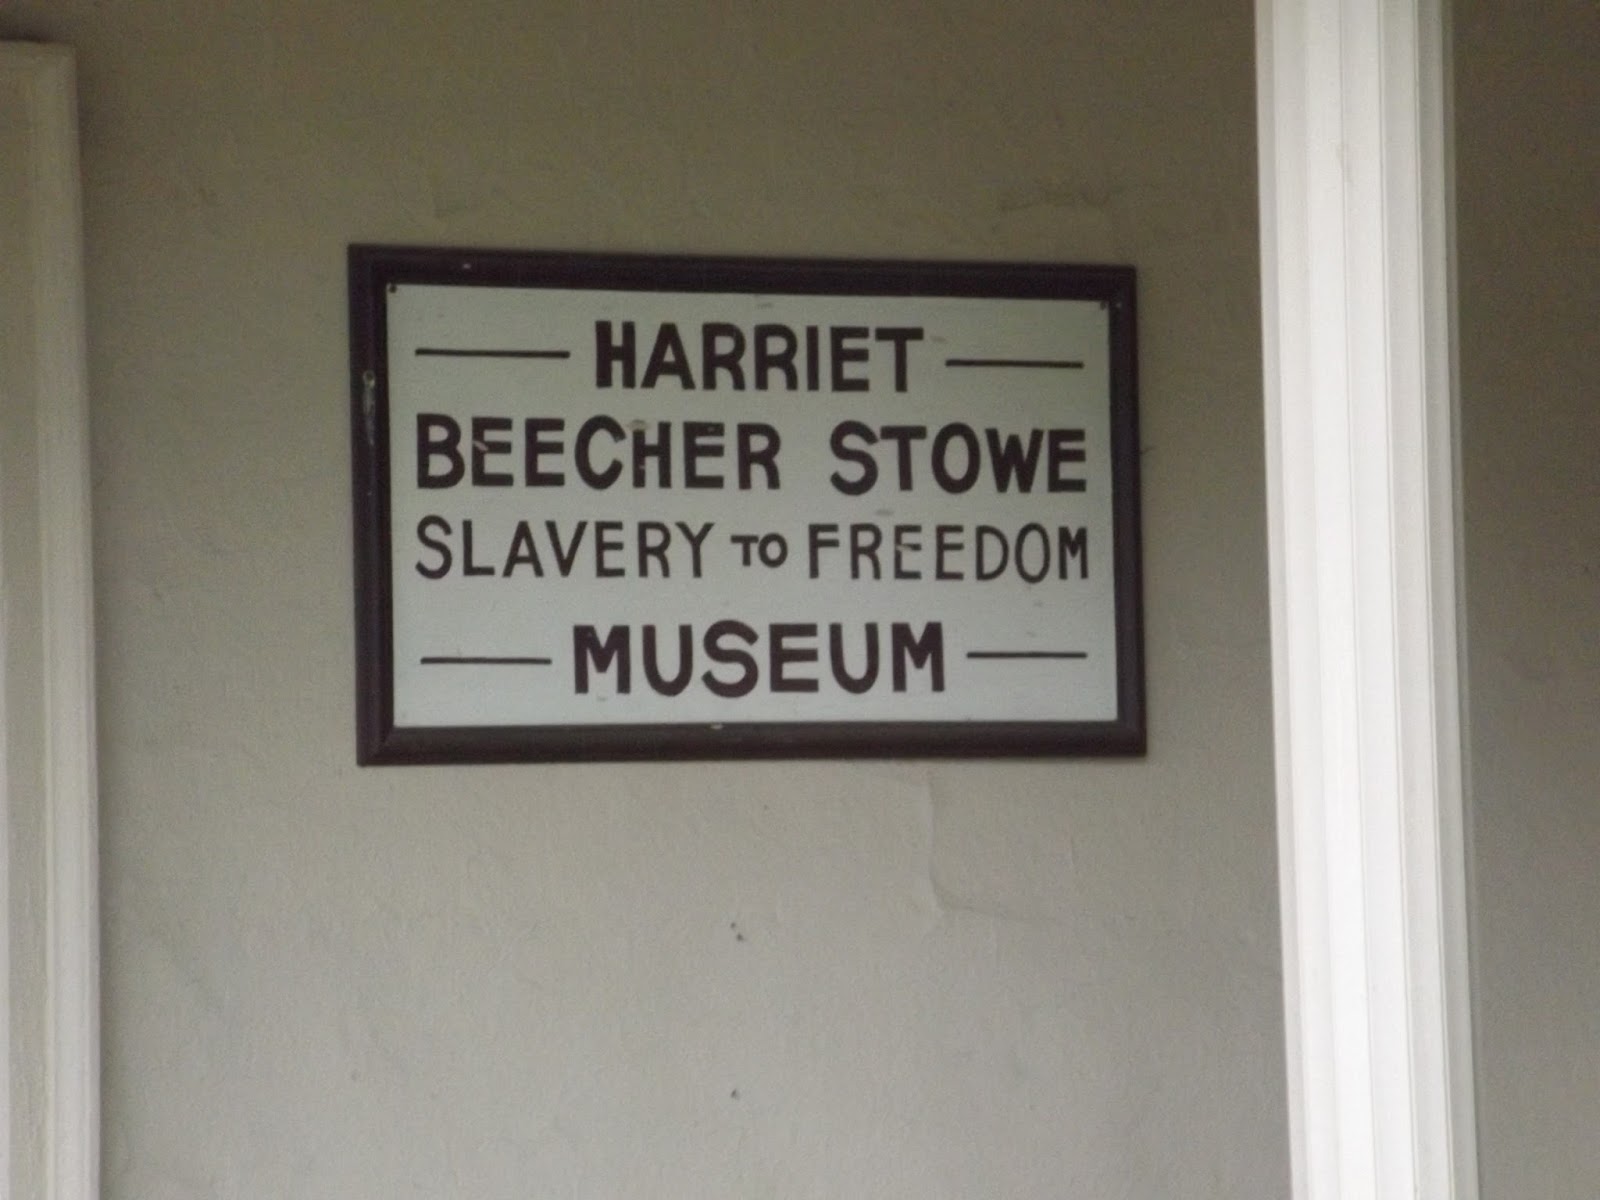 HARRIET
BEECHER STOWE
SLAVERY TO FREEDOM
MUSEUM